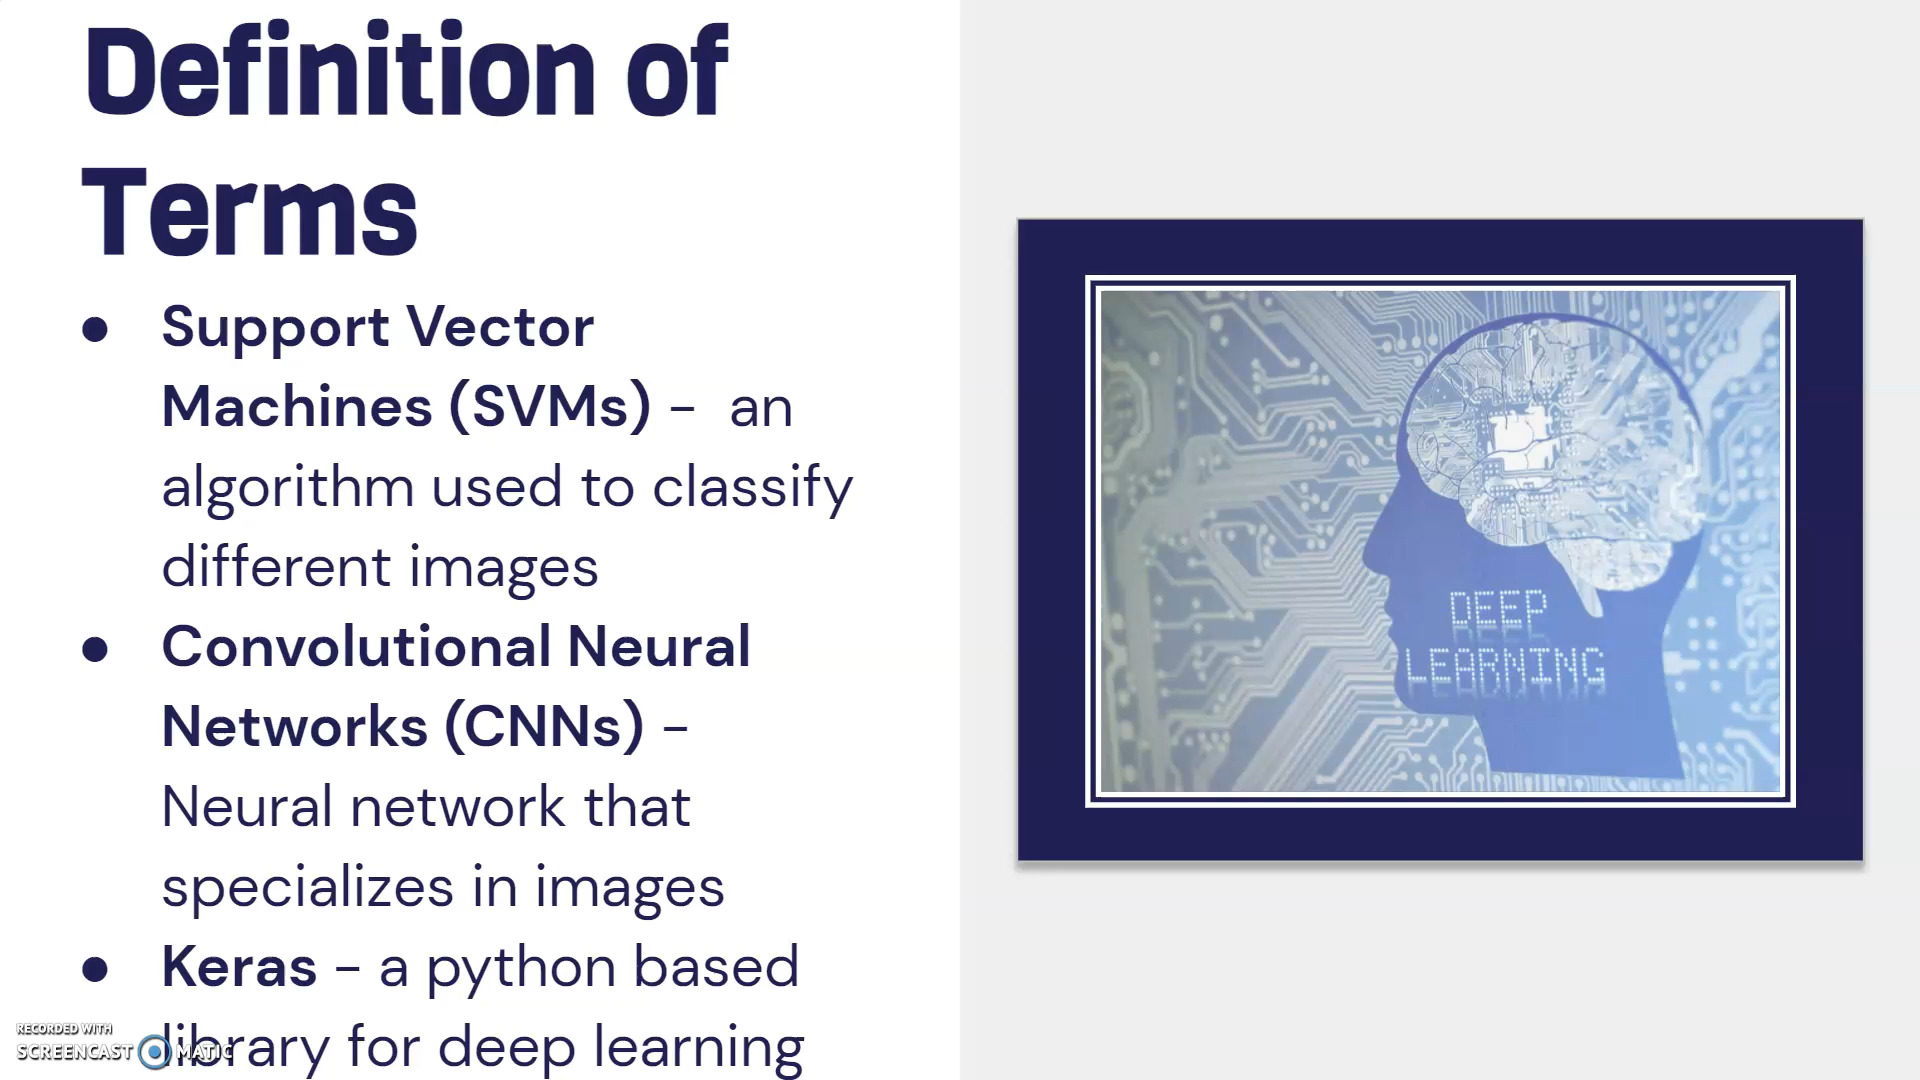 Definition of
Terms
● Support Vector
Machines (SVMs) - an
algorithm used to classify
different images
● Convolutional Neural
Networks (CNNs) -
Neural network that
specializes in images
● Keras - a python based
library for deep learning
DEEP
LEARNING
RECORDED WITH
SCREENCAST MATIC